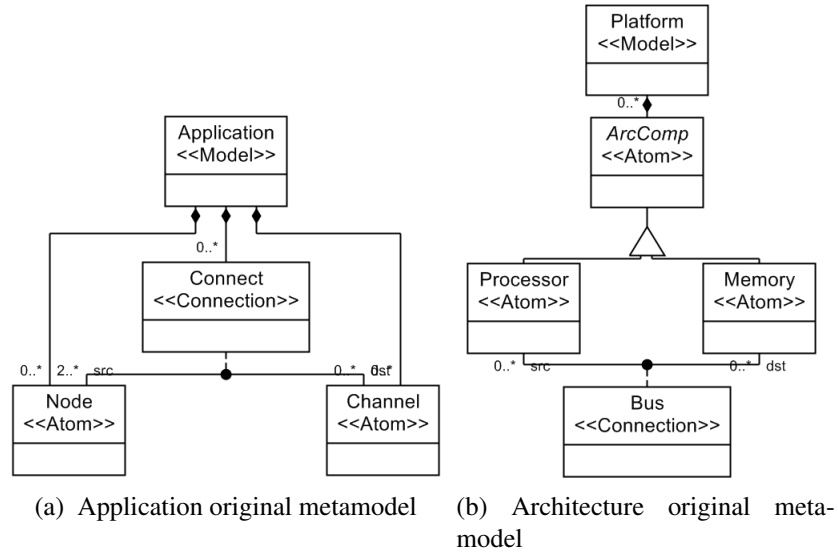 Application
<<Model>>
0..*
Connect
<<Connection>>
0..* 2..* src 0..* dst
Node
<<Atom>>
Channel
<<Atom>>
(a) Application original metamodel
Platform
<<Model>>
0..*
ArcComp
<<Atom>>
Processor
<<Atom>>
Memory
<<Atom>>
0..* src 0..* dst
Bus
<<Connection>>
(b) Architecture original meta-
model